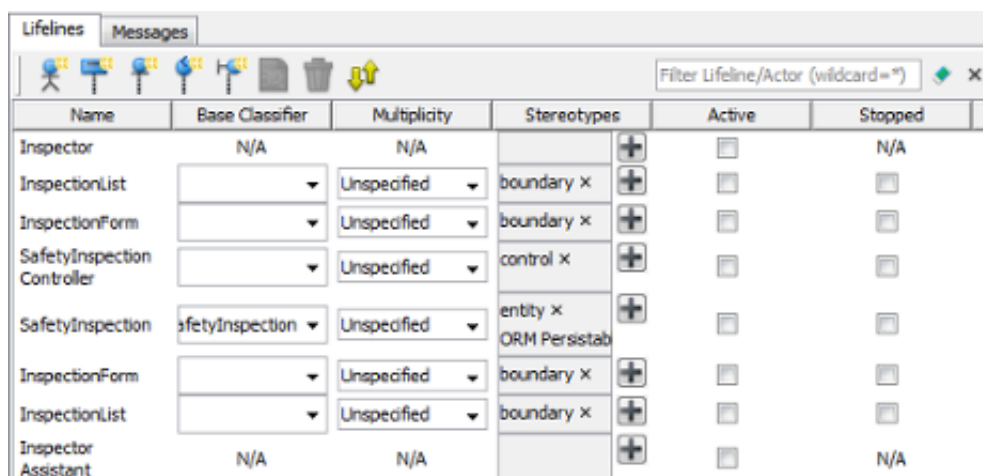 Lifelines Messages
Filter Lifeline/Actor (wildcard=*)
Name Base Classifier Multiplicity Stereotypes Active Stopped
Inspector N/A N/A N/A
InspectionList Unspecified boundary ×
InspectionForm Unspecified boundary ×
SafetyInspection
Controller Unspecified control ×
SafetyInspection afetyInspection Unspecified entity ×
ORM Persistab
InspectionForm Unspecified boundary ×
InspectionList Unspecified boundary ×
Inspector
Assistant N/A N/A N/A